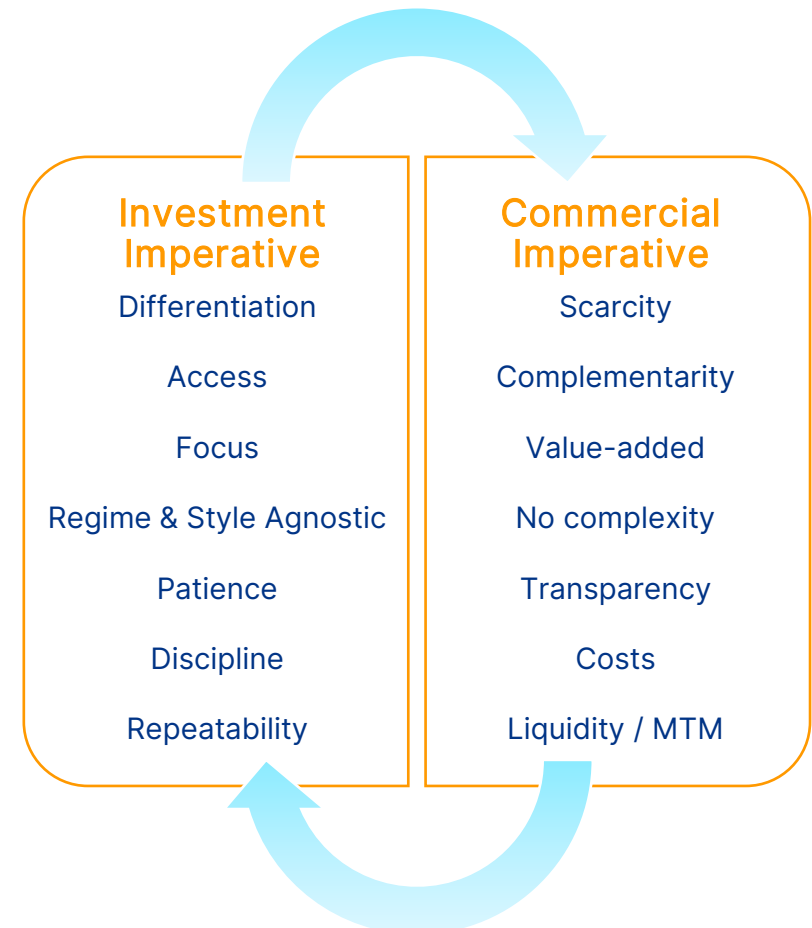 Investment
Imperative
Differentiation
Access
Focus
Regime & Style Agnostic
Patience
Discipline
Repeatability
Commercial
Imperative
Scarcity
Complementarity
Value-added
No complexity
Transparency
Costs
Liquidity / MTM